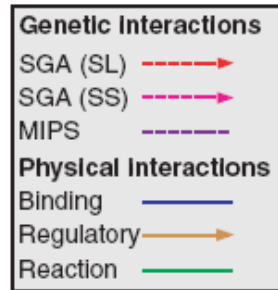 Genetic interactions
SGA (SL)
SGA (SS)
MIPS
Physical interactions
Binding
Regulatory
Reaction